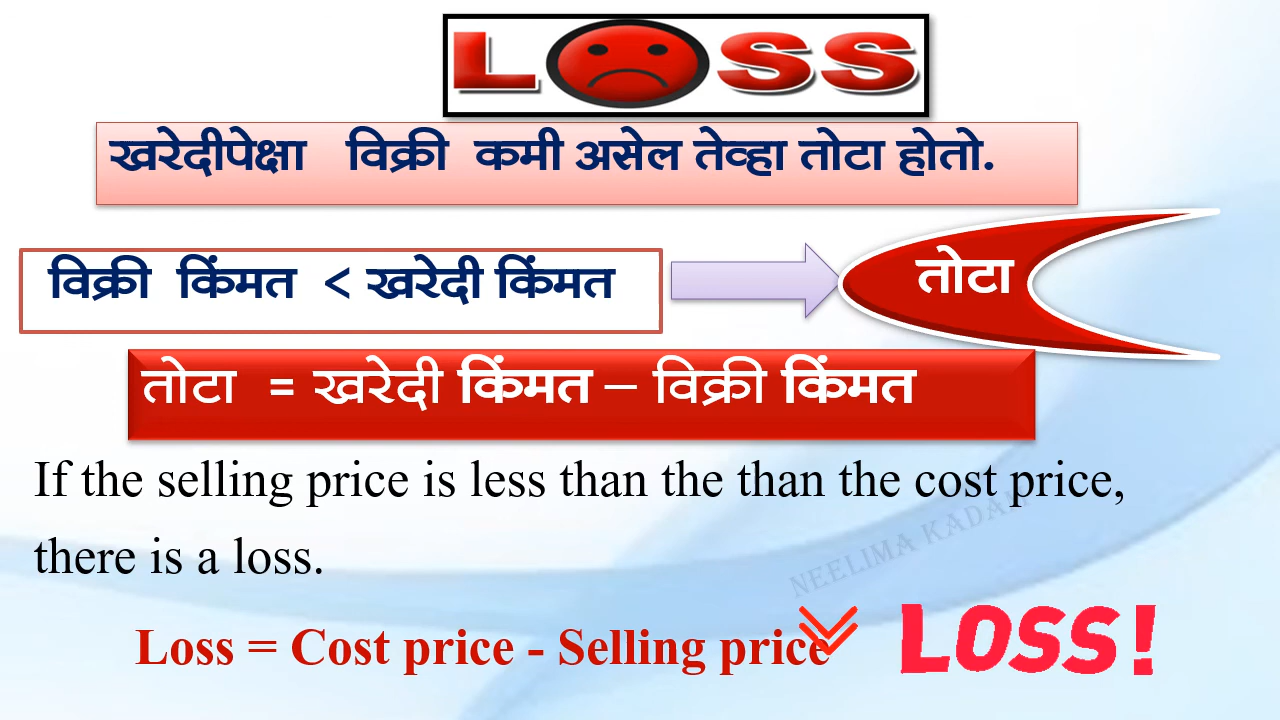 LOSS
खरेदीपेक्षा विक्री कमी असेल तेव्हा तोटा होतो.
विक्री किंमत < खरेदी किंमत
तोटा
तोटा = खरेदी किंमत – विक्री किंमत
If the selling price is less than the than the cost price,
there is a loss.
NEELIMA KADAM
Loss = Cost price - Selling price
LOSS!